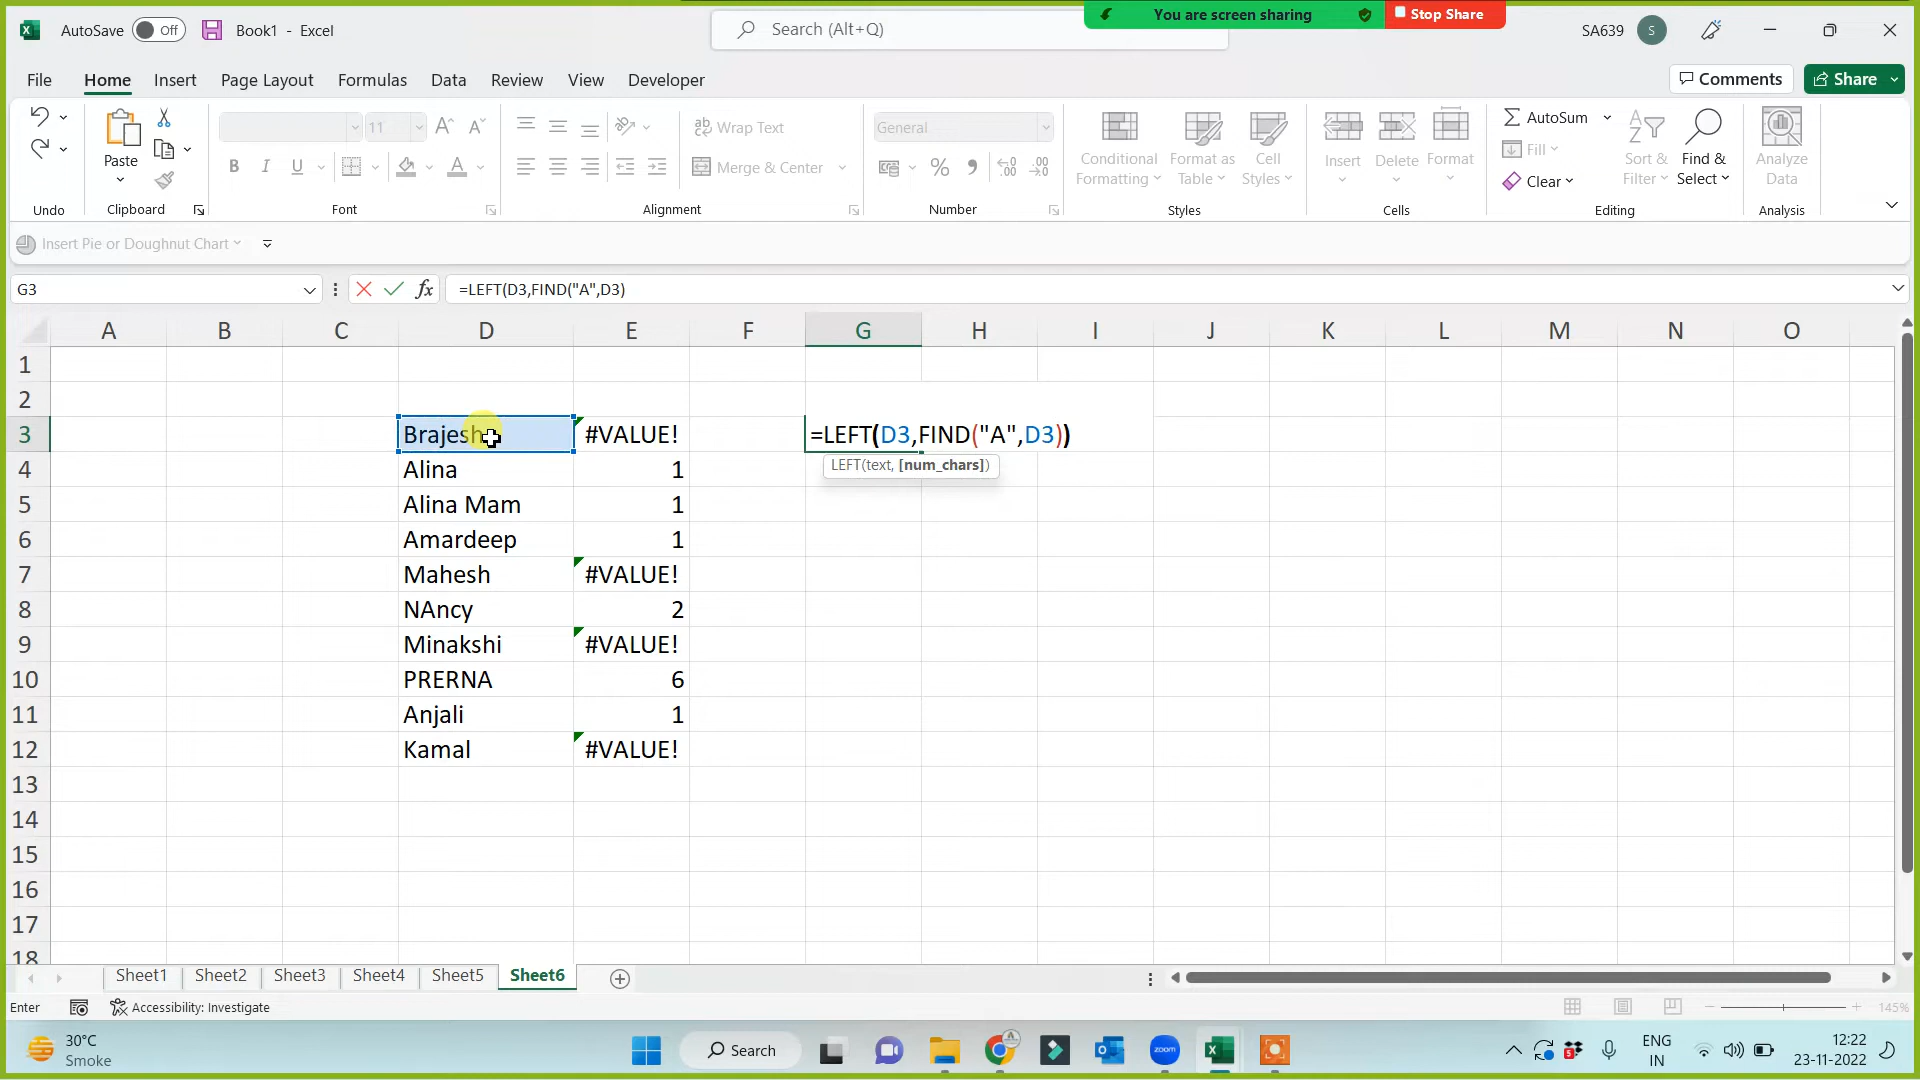 You are screen sharing
Stop Share
AutoSave Off Book1 - Excel
Search (Alt+Q)
SA639 S
File Home Insert Page Layout Formulas Data Review View Developer
Comments Share
Paste
11
General
Wrap Text
Merge & Center
Conditional Formatting
Format as Table
Cell Styles
Insert
Delete
Format
AutoSum
Fill
Clear
Sort & Filter
Find & Select
Analyze Data
Undo Clipboard Font Alignment Number Styles Cells Editing Analysis
Insert Pie or Doughnut Chart
G3 fx =LEFT(D3,FIND("A",D3)
A B C D E F G H I J K L M N O
1
2
3 Brajesh #VALUE! =LEFT(D3,FIND("A",D3))
LEFT(text, [num_chars])
4 Alina 1
5 Alina Mam 1
6 Amardeep 1
7 Mahesh #VALUE!
8 NAncy 2
9 Minakshi #VALUE!
10 PRERNA 6
11 Anjali 1
12 Kamal #VALUE!
13
14
15
16
17
18
Sheet1 Sheet2 Sheet3 Sheet4 Sheet5 Sheet6
Enter Accessibility: Investigate 145%
30°C
Smoke
Search
zoom
ENG
IN
12:22
23-11-2022